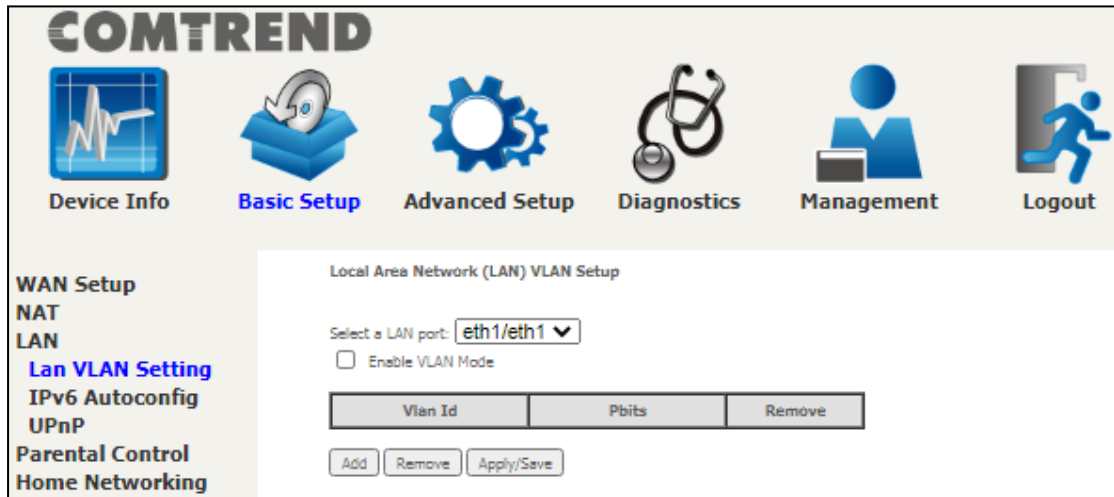 COMTREND
Device Info Basic Setup Advanced Setup Diagnostics Management Logout
WAN Setup
NAT
LAN
Lan VLAN Setting
IPv6 Autoconfig
UPnP
Parental Control
Home Networking
Local Area Network (LAN) VLAN Setup
Select a LAN port: eth1/eth1
Enable VLAN Mode
Vlan Id Pbits Remove
Add Remove Apply/Save